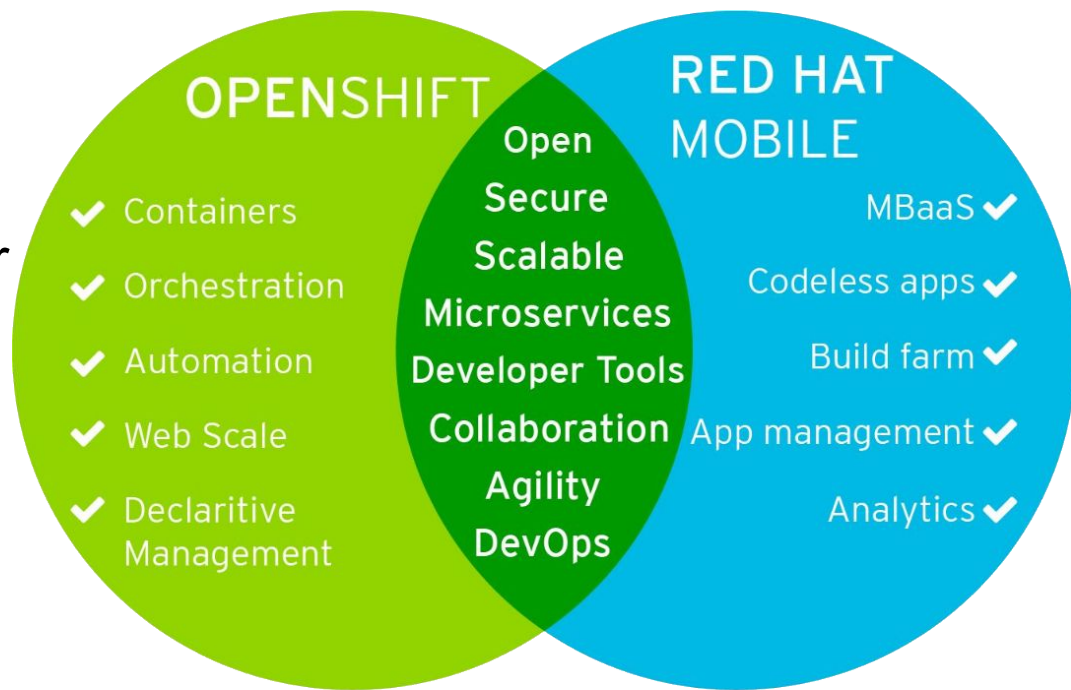 OPENSHIFT
Containers
Orchestration
Automation
Web Scale
Declaritive
Management
Open
Secure
Scalable
Microservices
Developer Tools
Collaboration
Agility
DevOps
RED HAT
MOBILE
MBaaS
Codeless apps
Build farm
App management
Analytics